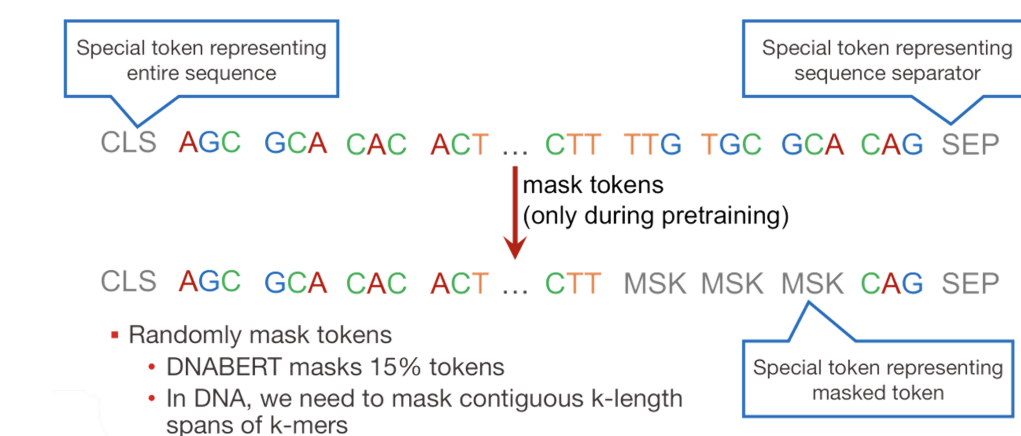 Special token representing
entire sequence
Special token representing
sequence separator
CLS AGC GCA CAC ACT ... CTT TTG TGC GCA CAG SEP
mask tokens
(only during pretraining)
CLS AGC GCA CAC ACT ... CTT MSK MSK MSK CAG SEP
▪ Randomly mask tokens
• DNABERT masks 15% tokens
• In DNA, we need to mask contiguous k-length
spans of k-mers
Special token representing
masked token